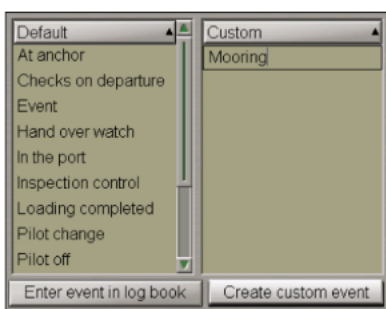 Default
At anchor
Checks on departure
Event
Hand over watch
In the port
Inspection control
Loading completed
Pilot change
Pilot off
Enter event in log book
Custom
Mooring
Create custom event